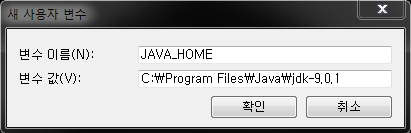 새 사용자 변수
변수 이름(N): JAVA_HOME
변수 값(V): C:₩Program Files₩Java₩jdk-9.0.1
확인 취소